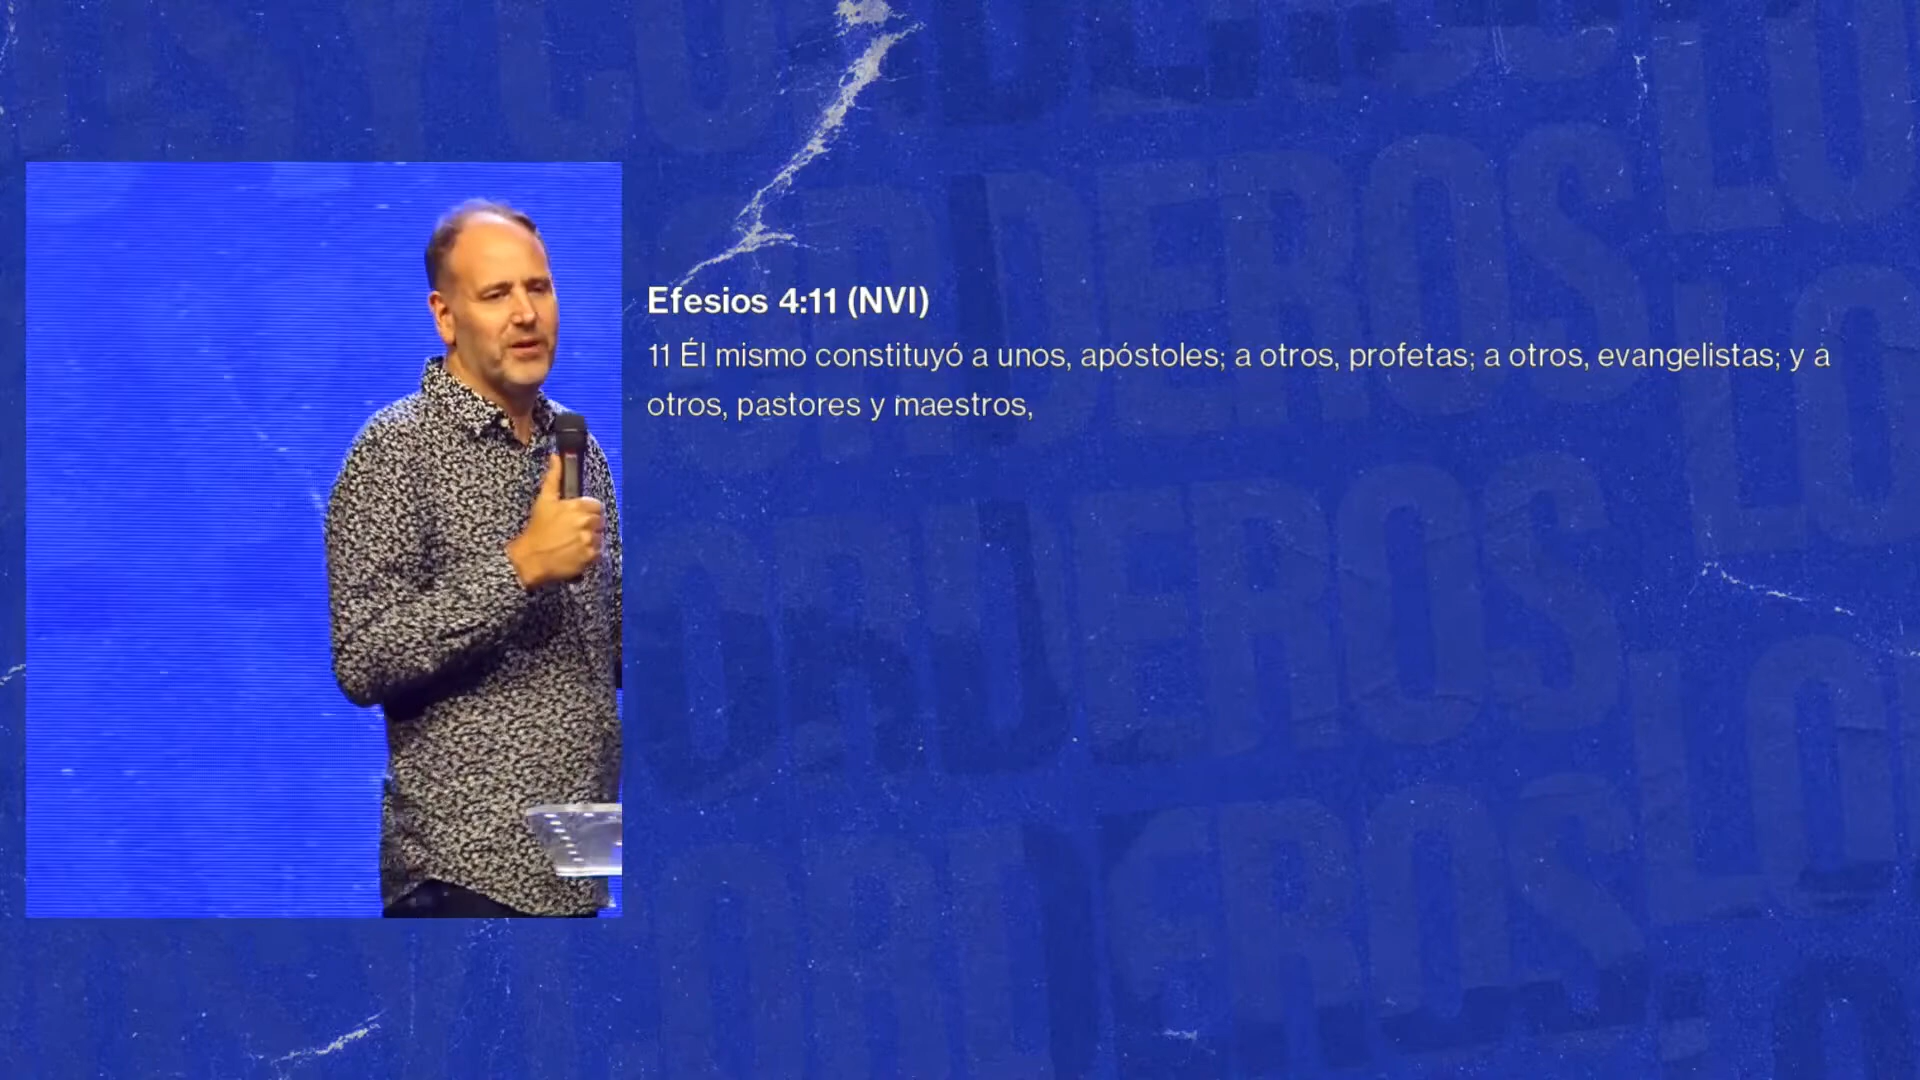 Efesios 4:11 (NVI)
11 Él mismo constituyó a unos, apóstoles; a otros, profetas; a otros, evangelistas; y a
otros, pastores y maestros,